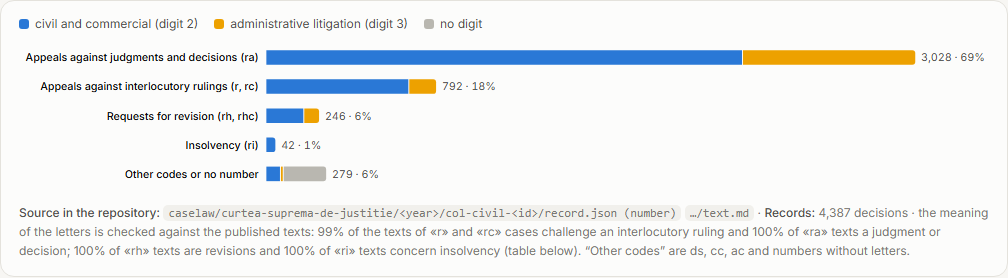 civil and commercial (digit 2) administrative litigation (digit 3) no digit
Appeals against judgments and decisions (ra) 3,028 · 69%
Appeals against interlocutory rulings (r, rc) 792 · 18%
Requests for revision (rh, rhc) 246 · 6%
Insolvency (ri) 42 · 1%
Other codes or no number 279 · 6%
Source in the repository: caselaw/curtea-suprema-de-justitie/<year>/col-civil-<id>/record.json (number) …/text.md · Records: 4,387 decisions · the meaning
of the letters is checked against the published texts: 99% of the texts of «r» and «rc» cases challenge an interlocutory ruling and 100% of «ra» texts a judgment or
decision; 100% of «rh» texts are revisions and 100% of «ri» texts concern insolvency (table below). “Other codes” are ds, cc, ac and numbers without letters.